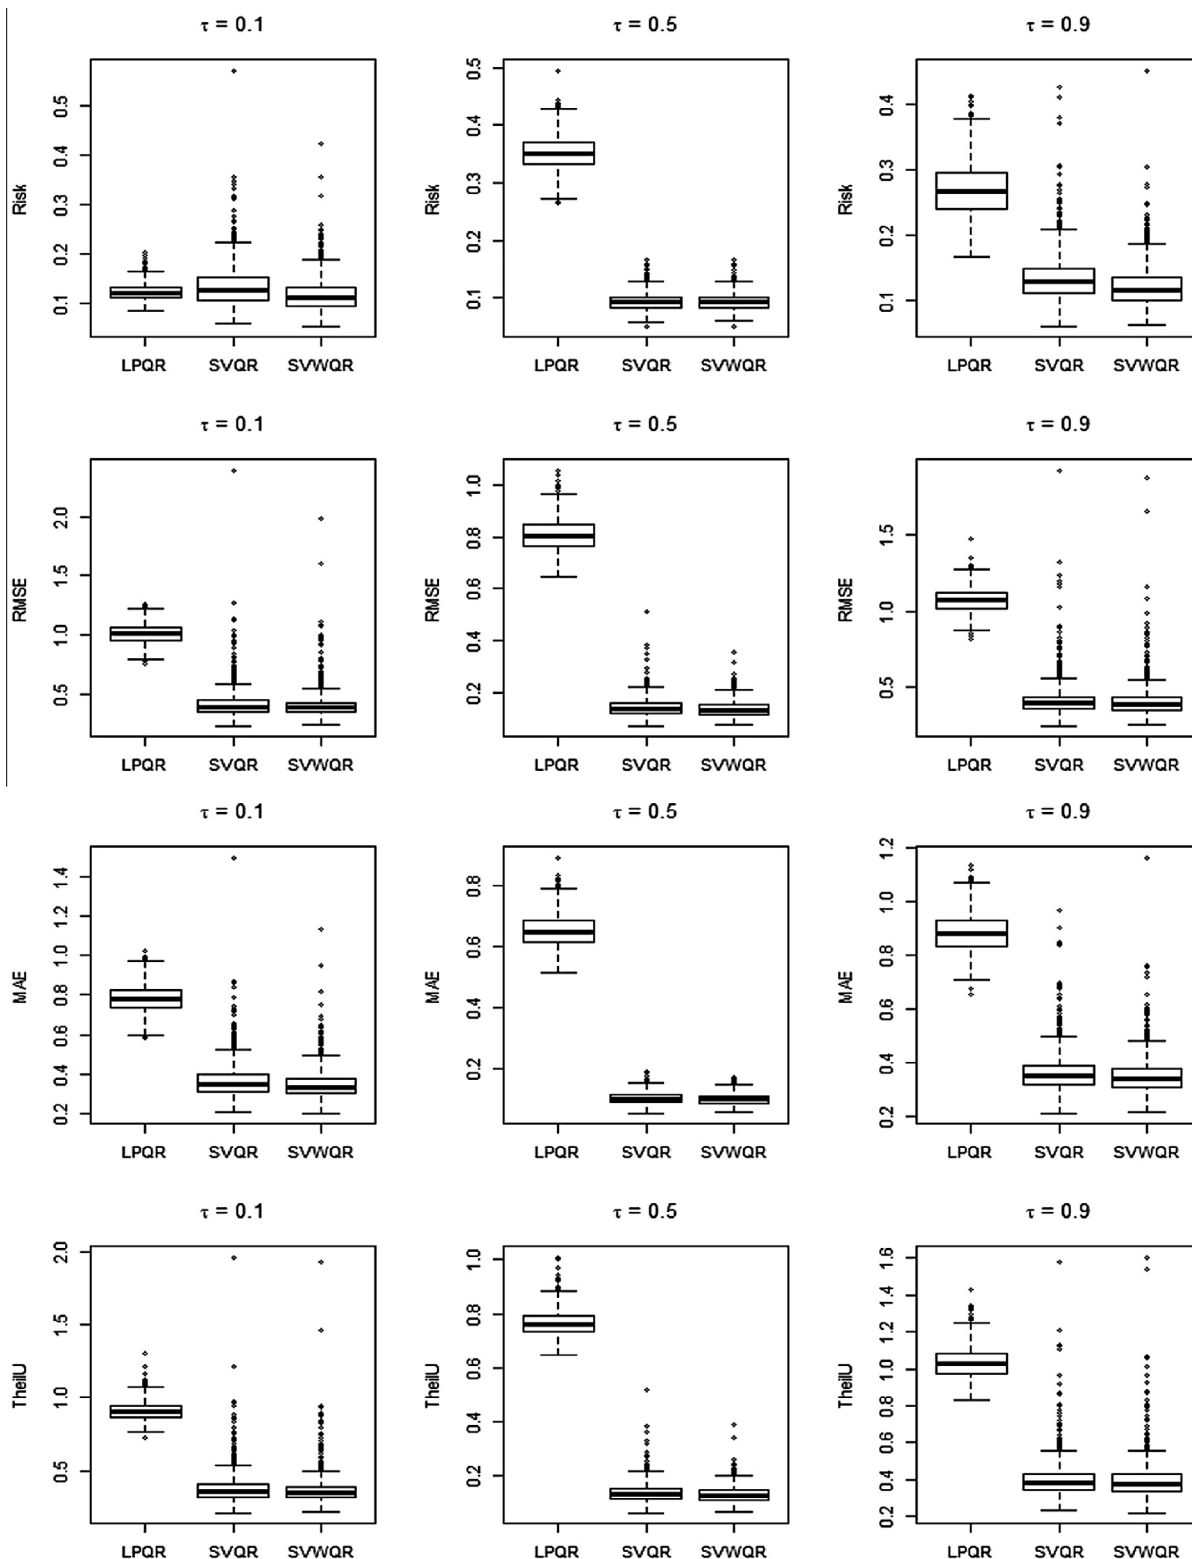 τ = 0.1 τ = 0.5 τ = 0.9
Risk
0.1 0.2 0.3 0.4 0.5
LPQR SVQR SVWQR
Risk
0.1 0.2 0.3 0.4 0.5
LPQR SVQR SVWQR
Risk
0.1 0.2 0.3 0.4
LPQR SVQR SVWQR
τ = 0.1 τ = 0.5 τ = 0.9
RMSE
0.5 1.0 1.5 2.0
LPQR SVQR SVWQR
RMSE
0.2 0.4 0.6 0.8 1.0
LPQR SVQR SVWQR
RMSE
0.5 1.0 1.5
LPQR SVQR SVWQR
τ = 0.1 τ = 0.5 τ = 0.9
MAE
0.2 0.4 0.6 0.8 1.0 1.2 1.4
LPQR SVQR SVWQR
MAE
0.2 0.4 0.6 0.8
LPQR SVQR SVWQR
MAE
0.2 0.4 0.6 0.8 1.0 1.2
LPQR SVQR SVWQR
τ = 0.1 τ = 0.5 τ = 0.9
TheilU
0.5 1.0 1.5 2.0
LPQR SVQR SVWQR
TheilU
0.2 0.4 0.6 0.8 1.0
LPQR SVQR SVWQR
TheilU
0.2 0.4 0.6 0.8 1.0 1.2 1.4 1.6
LPQR SVQR SVWQR